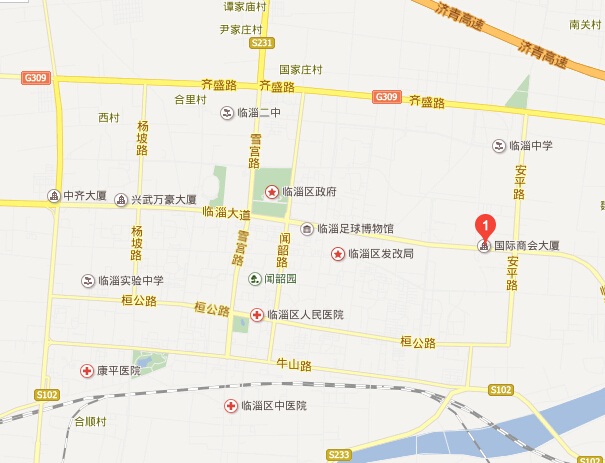 谭家庙村
尹家庄村
济青高速
南关村
S231
国家庄村
济青高速
G309
齐盛路
齐盛路
合里村
G309
齐盛路
西村
临淄二中
杨坡路
雪宫路
临淄中学
安平路
魏
中齐大厦
兴武万豪大厦
临淄区政府
临淄大道
临淄足球博物馆
1
国际商会大厦
杨坡路
雪宫路
闻韶路
临淄区发改局
安平路
临淄实验中学
闻韶园
桓公路
桓公路
临淄区人民医院
桓公路
康平医院
牛山路
S102
S102
合顺村
临淄区中医院
S233
S102